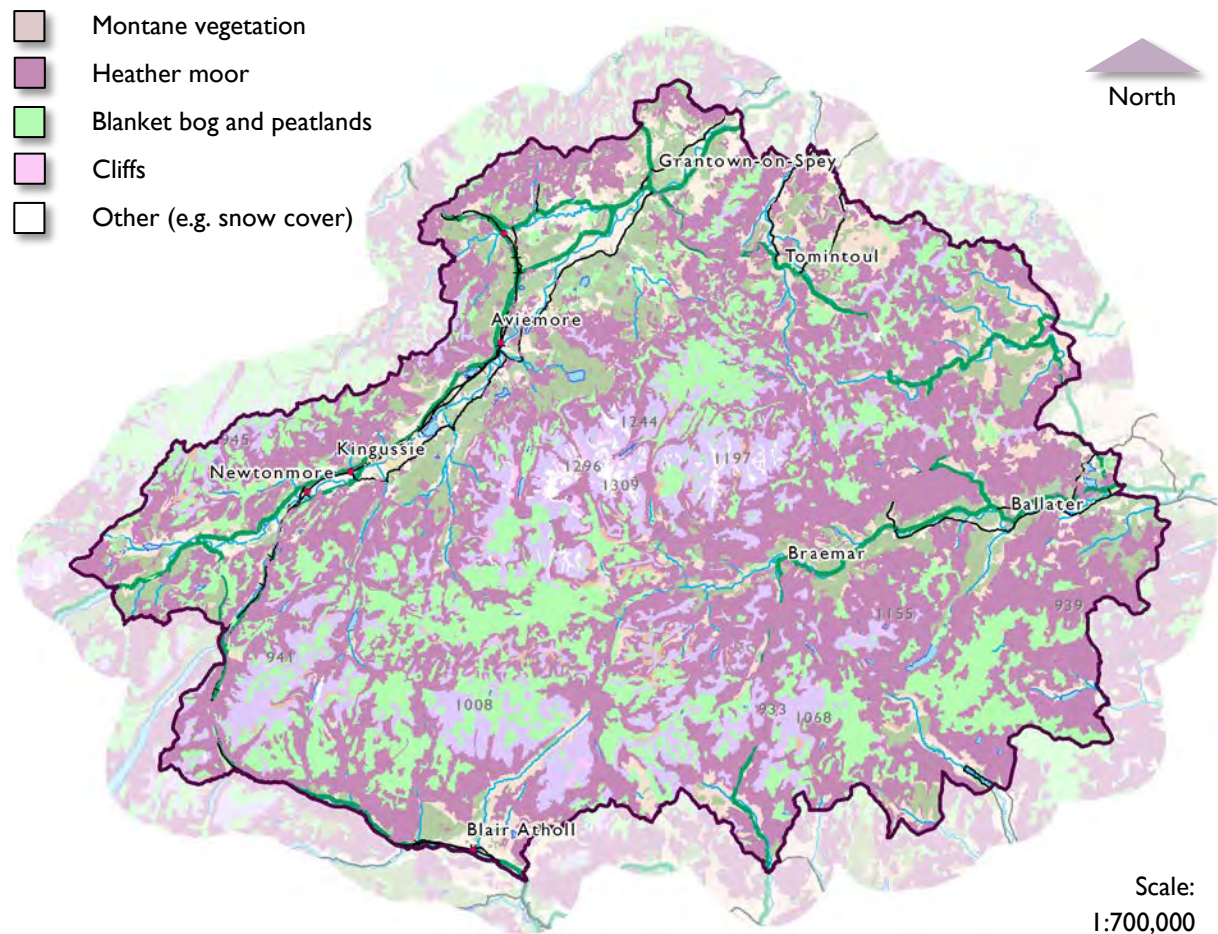 Montane vegetation
Heather moor
Blanket bog and peatlands
Cliffs
Other (e.g. snow cover)
North
Grantown-on-Spey
Tomintoul
Aviemore
1244
945
Kingussie
1197
1296
Newtonmore
1309
Ballater
Braemar
1155
939
941
1008
933
1068
Blair Atholl
Scale:
1:700,000